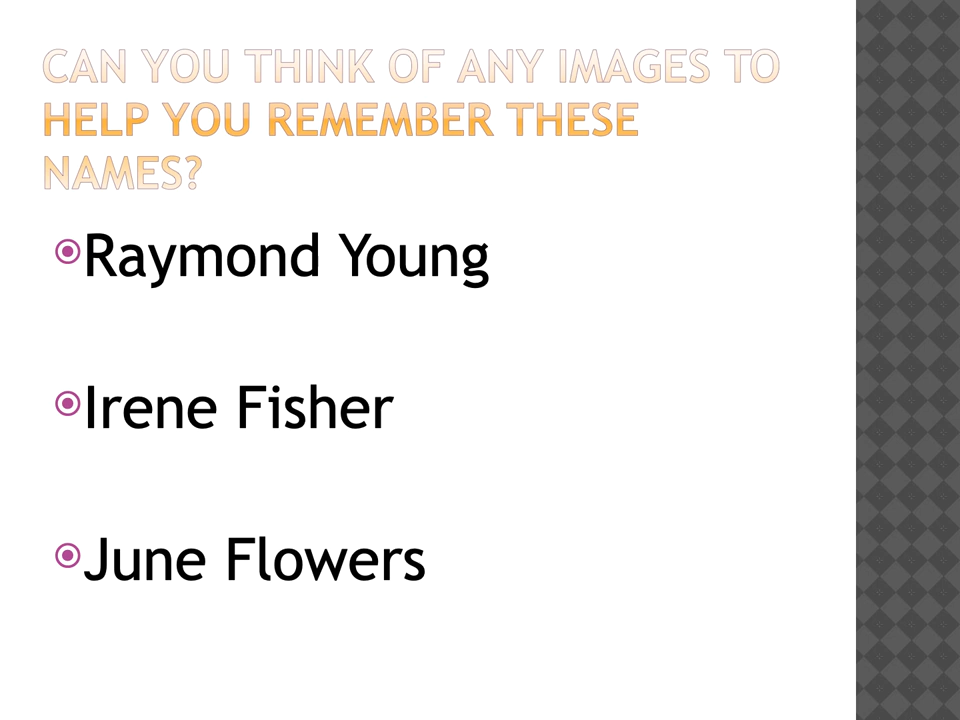 CAN YOU THINK OF ANY IMAGES TO
HELP YOU REMEMBER THESE
NAMES?
Raymond Young
Irene Fisher
June Flowers